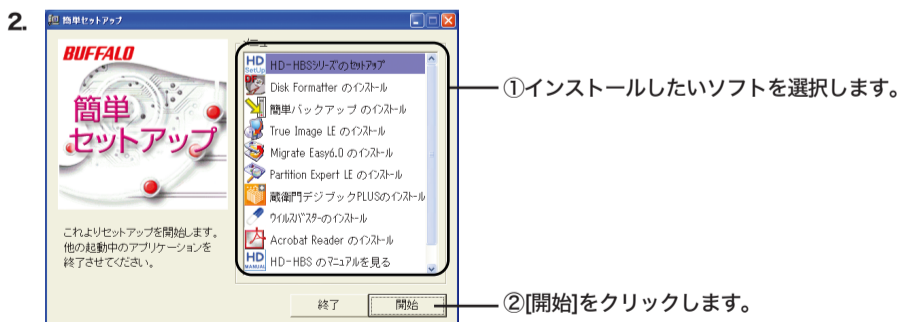 2.
簡単セットアップ
BUFFALO
簡単
セットアップ
これよりセットアップを開始します。
他の起動中のアプリケーションを
終了させてください。
メニュー
HD SetUp HD-HBSシリーズのセットアップ
Disk Formatter のインストール
簡単バックアップ のインストール
True Image LE のインストール
Migrate Easy6.0 のインストール
Partition Expert LE のインストール
蔵衛門デジブックPLUSのインストール
ウイルスバスターのインストール
Acrobat Reader のインストール
HD MANUAL HD-HBS のマニュアルを見る
終了 開始
①インストールしたいソフトを選択します。
②[開始]をクリックします。